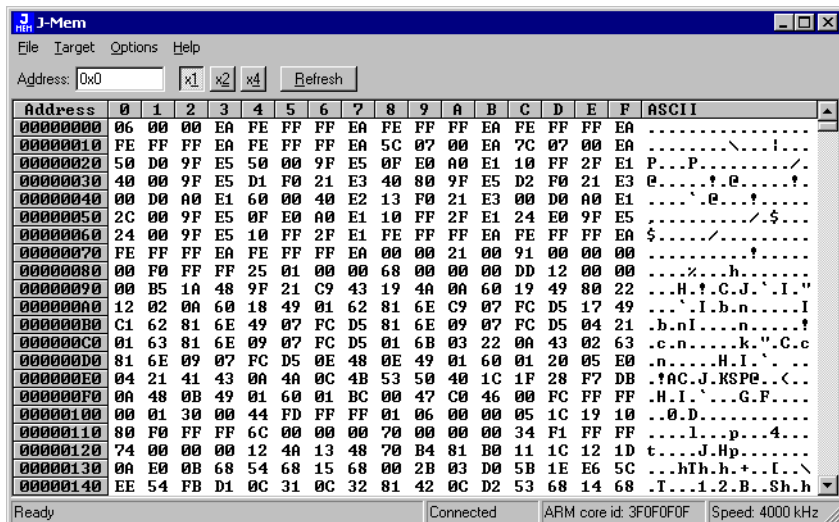 J-Mem
File Target Options Help
Address: 0x0 x1 x2 x4 Refresh
Address 0 1 2 3 4 5 6 7 8 9 A B C D E F ASCII
00000000 06 00 00 EA FE FF FF EA FE FF FF EA FE FF FF EA ................
00000010 FE FF FF EA FE FF FF EA 5C 07 00 EA 7C 07 00 EA ........\...|...
00000020 50 D0 9F E5 50 00 9F E5 0F E0 A0 E1 10 FF 2F E1 P...P........./.
00000030 40 00 9F E5 D1 F0 21 E3 40 80 9F E5 D2 F0 21 E3 @.....!.@.....!.
00000040 00 D0 A0 E1 60 00 40 E2 13 F0 21 E3 00 D0 A0 E1 ....`.@...!.....
00000050 2C 00 9F E5 0F E0 A0 E1 10 FF 2F E1 24 E0 9F E5 ,........./.$...
00000060 24 00 9F E5 10 FF 2F E1 FE FF FF EA FE FF FF EA $...../.........
00000070 FE FF FF EA FE FF FF EA 00 00 21 00 91 00 00 00 ..........!.....
00000080 00 F0 FF FF 25 01 00 00 68 00 00 00 DD 12 00 00 ....%...h.......
00000090 00 B5 1A 48 9F 21 C9 43 19 4A 0A 60 19 49 80 22 ...H.!.C.J.`.I."
000000A0 12 02 0A 60 18 49 01 62 81 6E C9 07 FC D5 17 49 ...`.I.b.n.....I
000000B0 C1 62 81 6E 49 07 FC D5 81 6E 09 07 FC D5 04 21 .b.nI....n.....!
000000C0 01 63 81 6E 09 07 FC D5 01 6B 03 22 0A 43 02 63 .c.n.....k.".C.c
000000D0 81 6E 09 07 FC D5 0E 48 0E 49 01 60 01 20 05 E0 .n.....H.I.`. ..
000000E0 04 21 41 43 0A 4A 0C 4B 53 50 40 1C 1F 28 F7 DB .!AC.J.KSP@..(..
000000F0 0A 48 0B 49 01 60 01 BC 00 47 C0 46 00 FC FF FF .H.I.`...G.F....
00000100 00 01 30 00 44 FD FF FF 01 06 00 00 05 1C 19 10 ..0.D...........
00000110 80 F0 FF FF 6C 00 00 00 70 00 00 00 34 F1 FF FF ....l...p...4...
00000120 74 00 00 00 12 4A 13 48 70 B4 81 B0 11 1C 12 1D t....J.Hp.......
00000130 0A E0 0B 68 54 68 15 68 00 2B 03 D0 5B 1E E6 5C ...hTh.h.+..[..\
00000140 EE 54 FB D1 0C 31 0C 32 81 42 0C D2 53 68 14 68 .T...1.2.B..Sh.h
Ready Connected ARM core id: 3F0F0F0F Speed: 4000 kHz